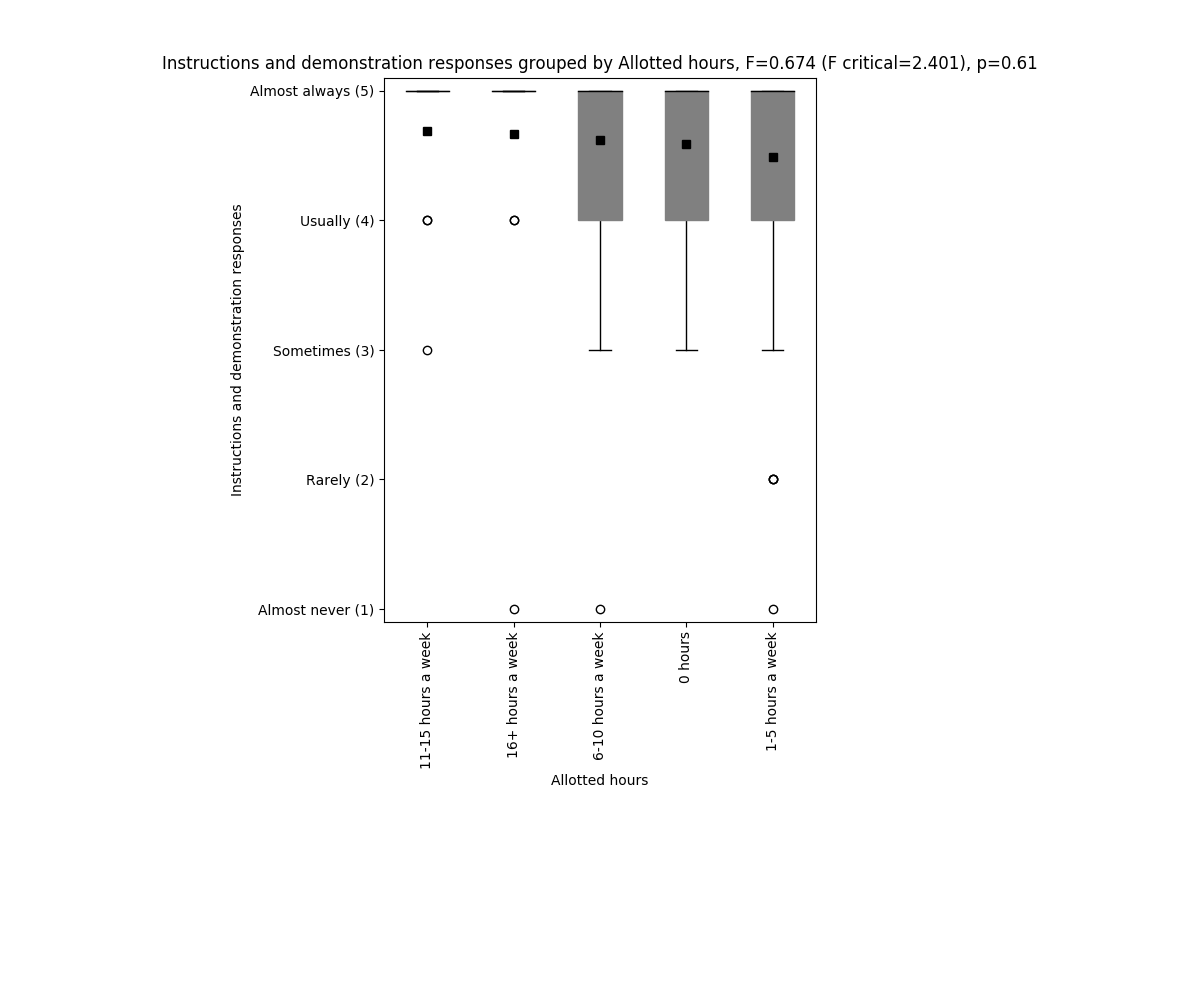 Instructions and demonstration responses grouped by Allotted hours, F=0.674 (F critical=2.401), p=0.61
Instructions and demonstration responses
Almost always (5)
Usually (4)
Sometimes (3)
Rarely (2)
Almost never (1)
11-15 hours a week
16+ hours a week
6-10 hours a week
0 hours
1-5 hours a week
Allotted hours